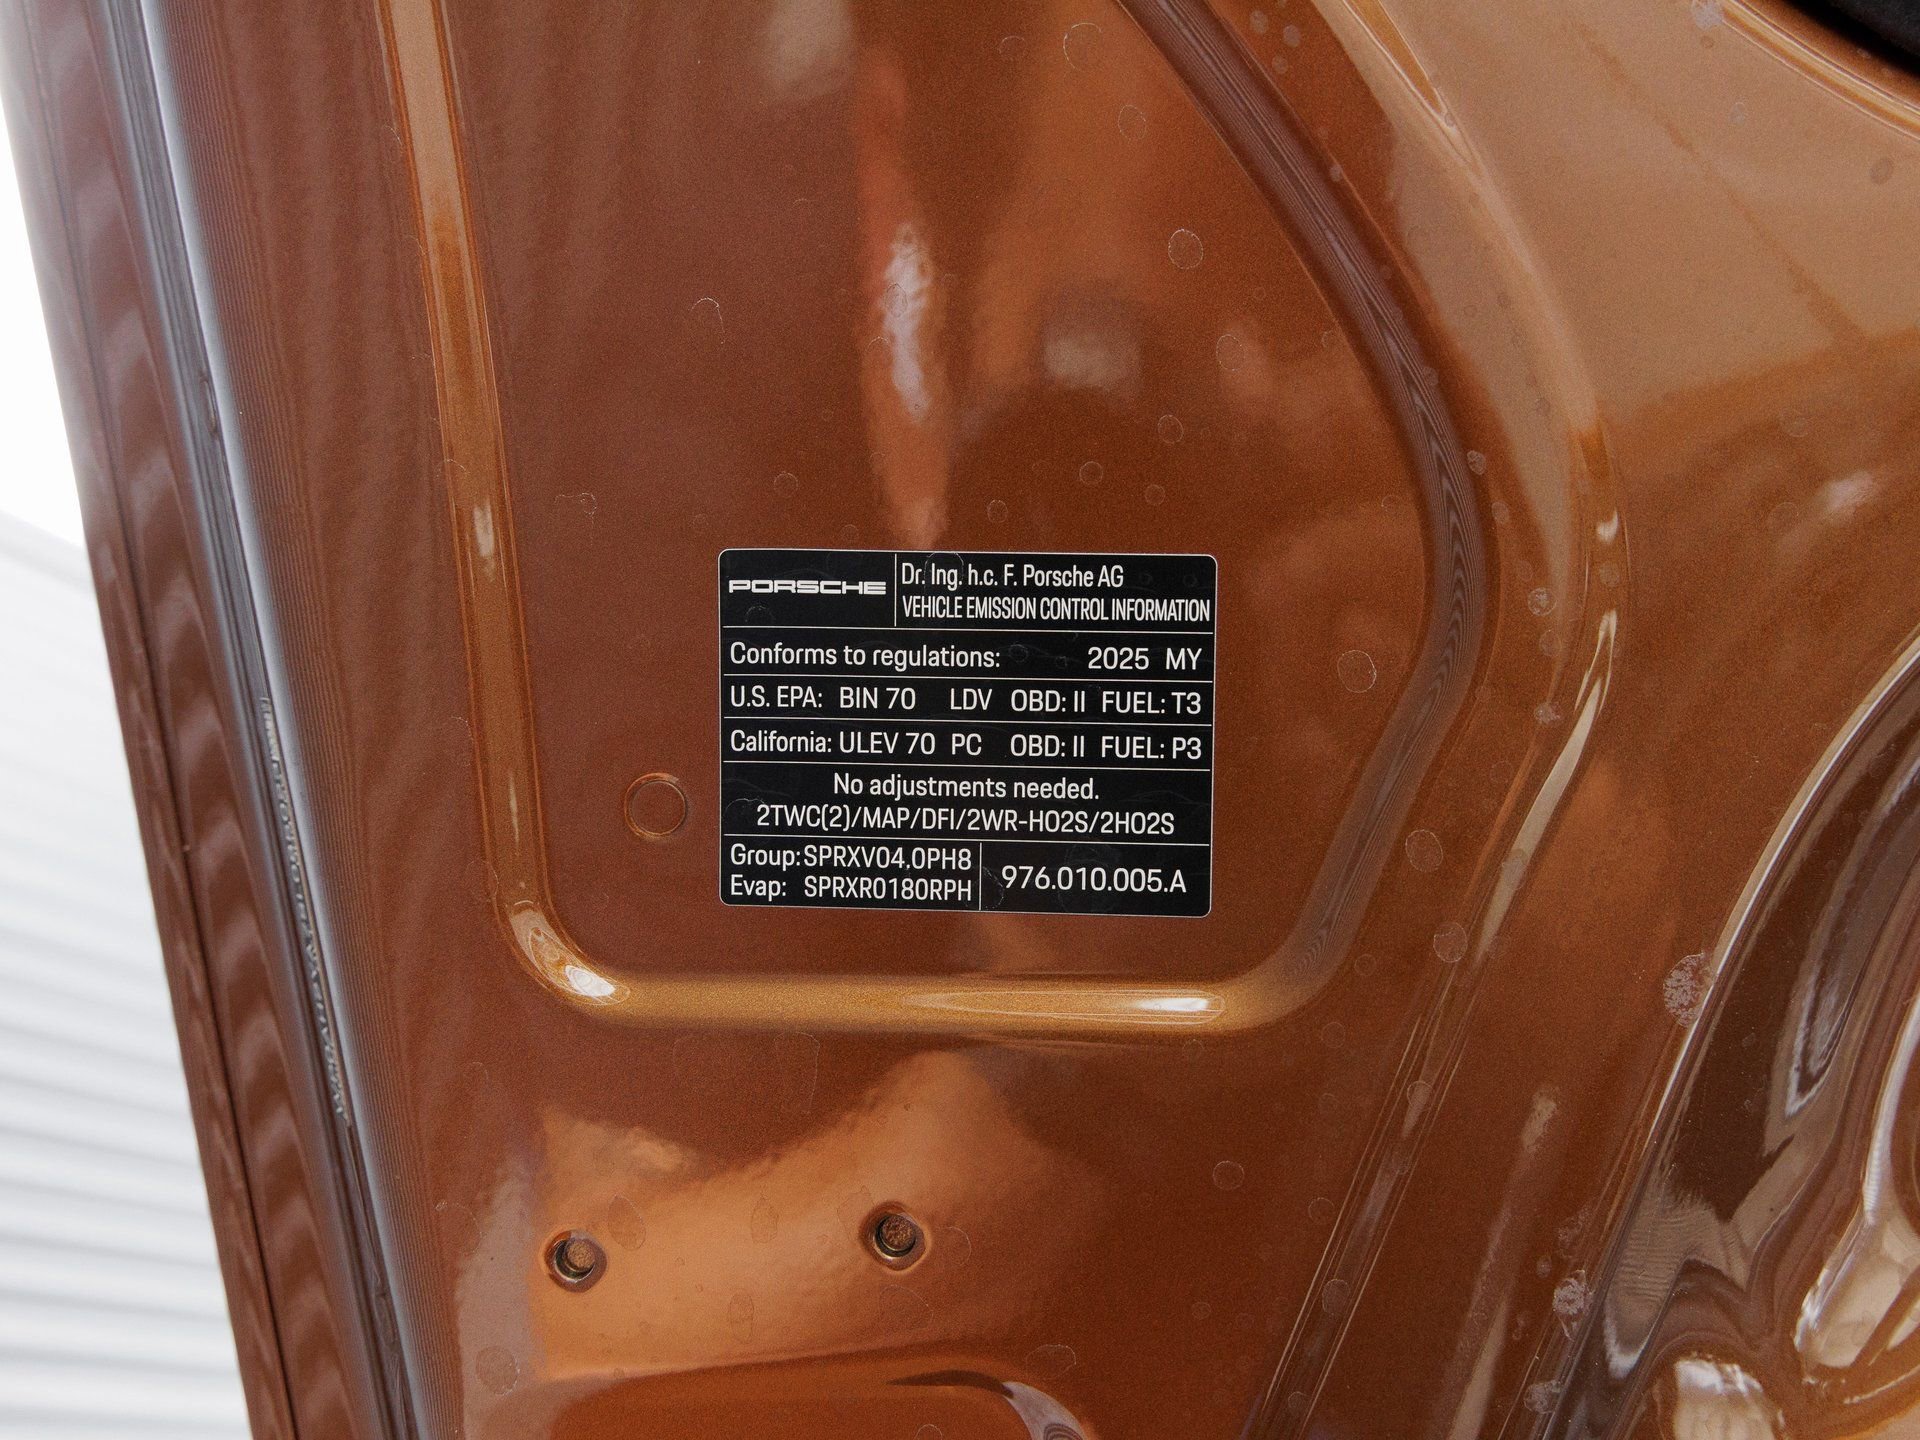 PORSCHE
Dr. Ing. h.c. F. Porsche AG
VEHICLE EMISSION CONTROL INFORMATION
Conforms to regulations: 2025 MY
U.S. EPA: BIN 70 LDV OBD: II FUEL: T3
California: ULEV 70 PC OBD: II FUEL: P3
No adjustments needed.
2TWC(2)/MAP/DFI/2WR-HO2S/2HO2S
Group: SPRXV04.0PH8
Evap: SPRXR0180RPH
976.010.005.A